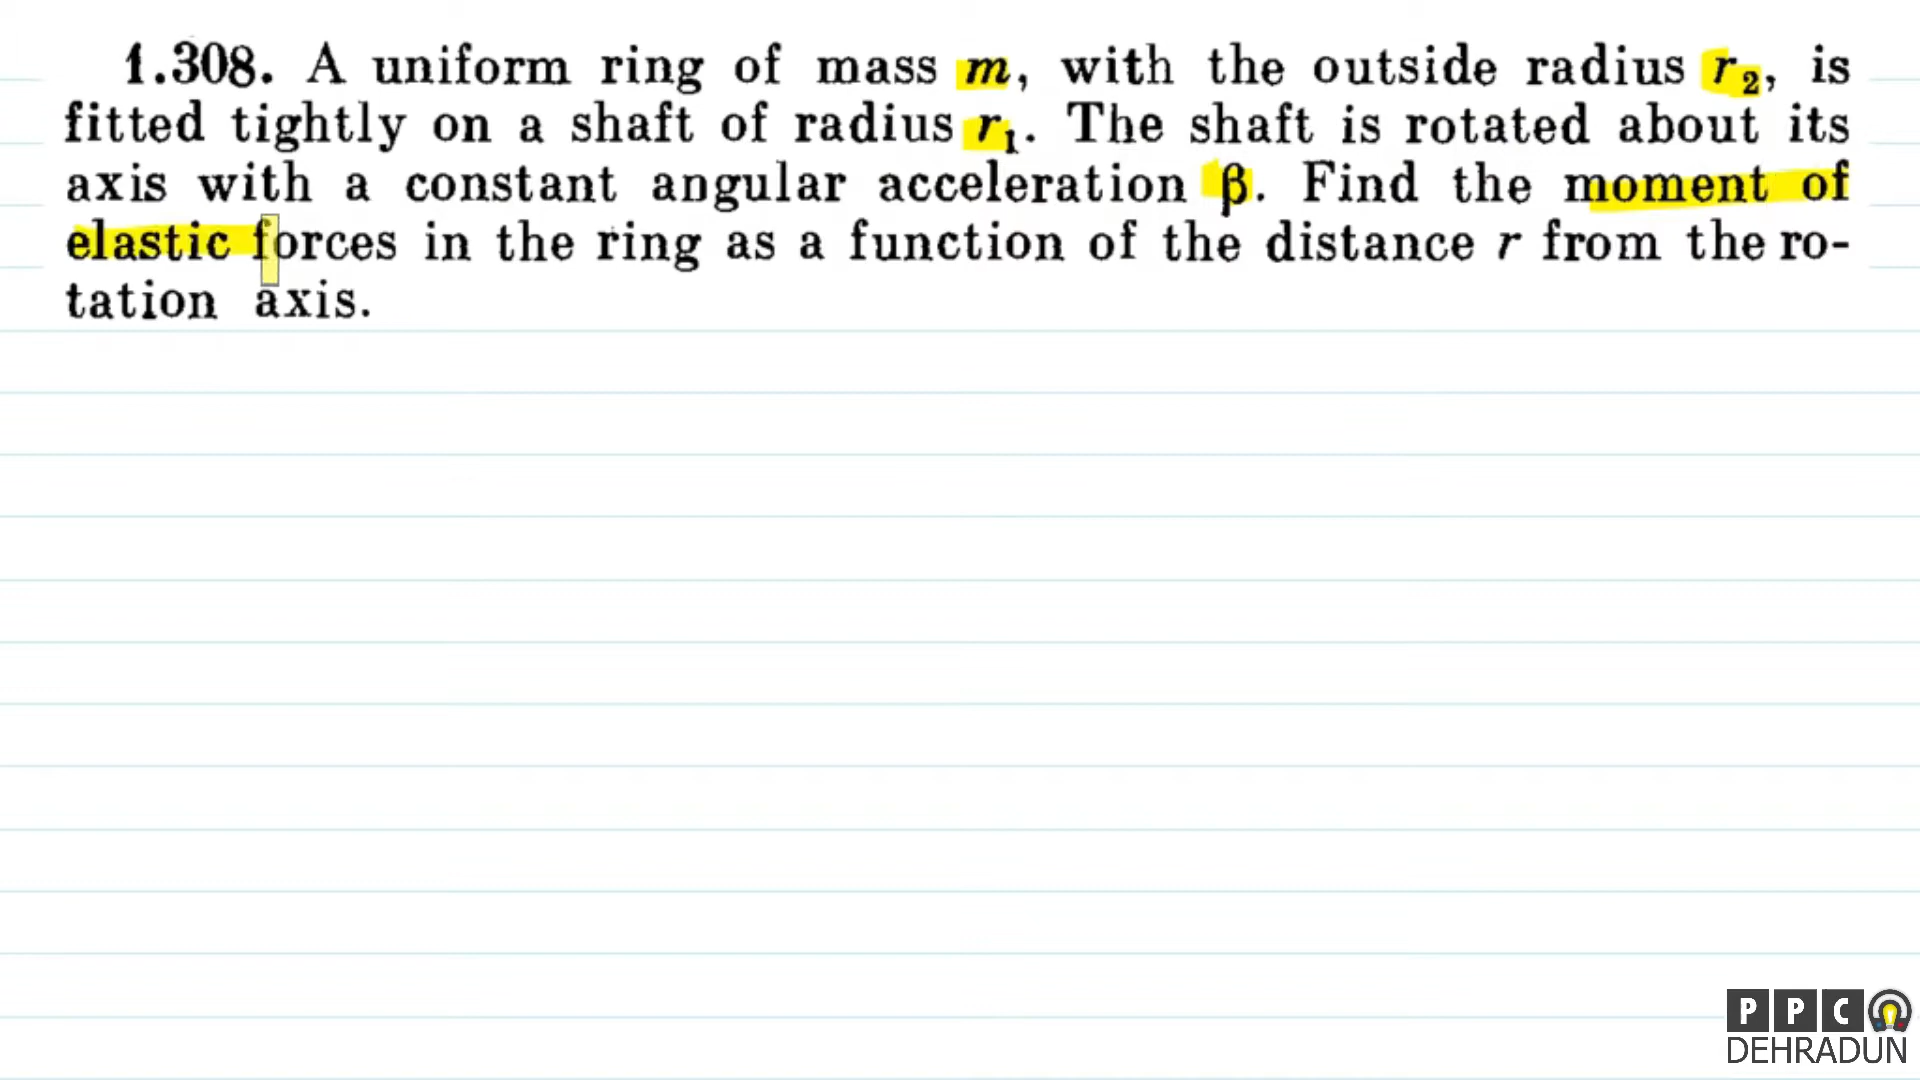 1.308. A uniform ring of mass m, with the outside radius r₂, is
fitted tightly on a shaft of radius r₁. The shaft is rotated about its
axis with a constant angular acceleration β. Find the moment of
elastic forces in the ring as a function of the distance r from the ro-
tation axis.
PPC
DEHRADUN